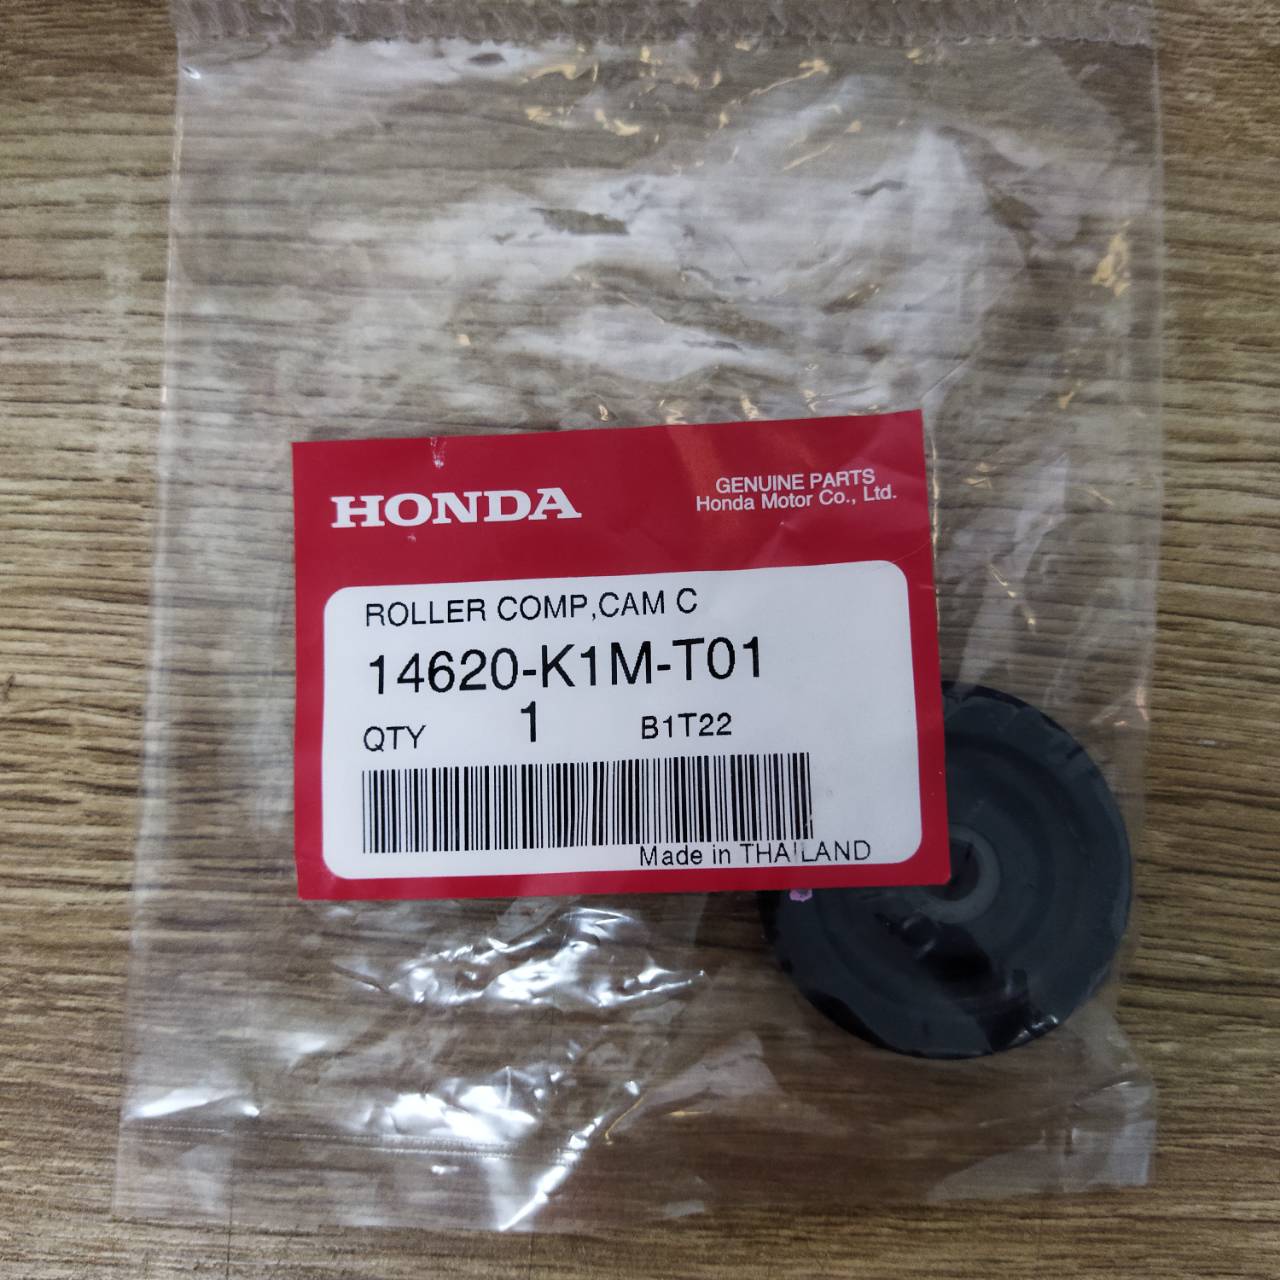 HONDA
GENUINE PARTS
Honda Motor Co., Ltd.
ROLLER COMP,CAM C
14620-K1M-T01
QTY 1 B1T22
Made in THAILAND